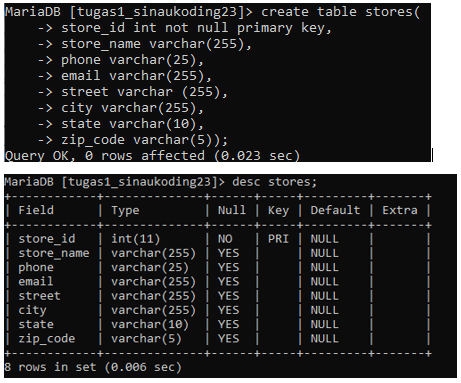 MariaDB [tugas1_sinaukoding23]> create table stores(
    -> store_id int not null primary key,
    -> store_name varchar(255),
    -> phone varchar(25),
    -> email varchar(255),
    -> street varchar (255),
    -> city varchar(255),
    -> state varchar(10),
    -> zip_code varchar(5));
Query OK, 0 rows affected (0.023 sec)
MariaDB [tugas1_sinaukoding23]> desc stores;
+------------+--------------+------+-----+---------+-------+
| Field      | Type         | Null | Key | Default | Extra |
+------------+--------------+------+-----+---------+-------+
| store_id   | int(11)      | NO   | PRI | NULL    |       |
| store_name | varchar(255) | YES  |     | NULL    |       |
| phone      | varchar(25)  | YES  |     | NULL    |       |
| email      | varchar(255) | YES  |     | NULL    |       |
| street     | varchar(255) | YES  |     | NULL    |       |
| city       | varchar(255) | YES  |     | NULL    |       |
| state      | varchar(10)  | YES  |     | NULL    |       |
| zip_code   | varchar(5)   | YES  |     | NULL    |       |
+------------+--------------+------+-----+---------+-------+
8 rows in set (0.006 sec)